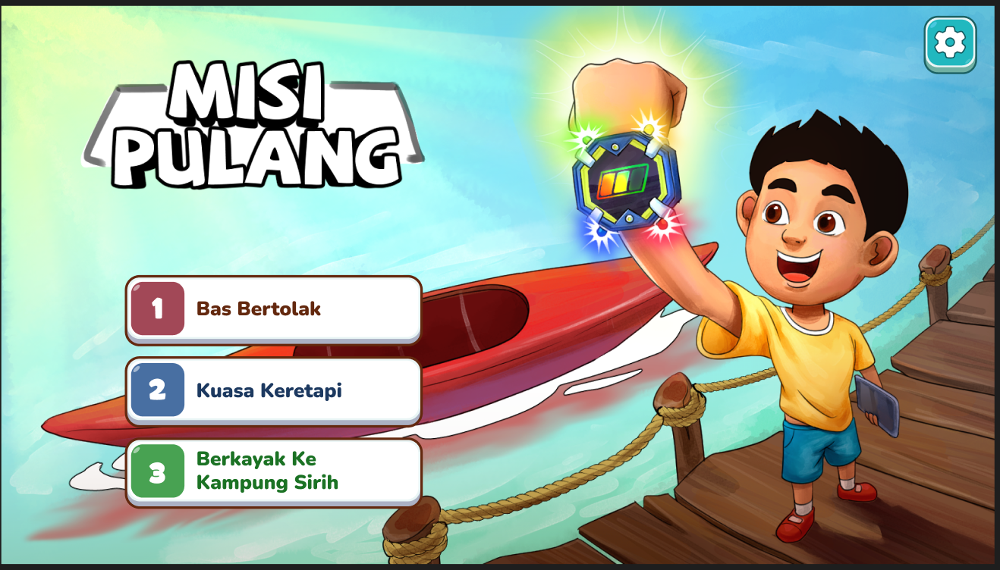 MISI
PULANG
1 Bas Bertolak
2 Kuasa Keretapi
3 Berkayak Ke
Kampung Sirih